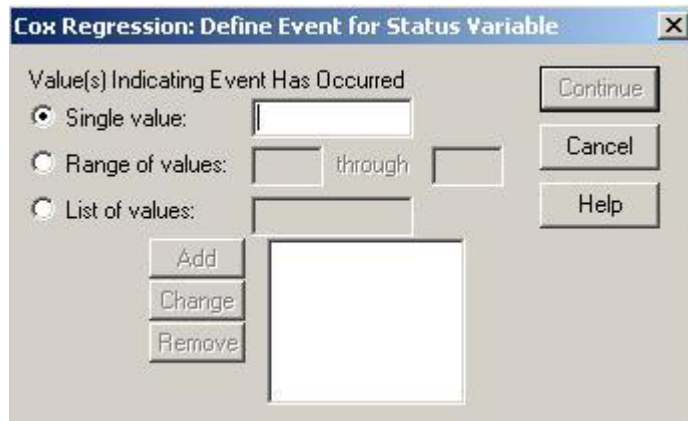 Cox Regression: Define Event for Status Variable
Value(s) Indicating Event Has Occurred
Single value:
Range of values: through
List of values:
Add
Change
Remove
Continue
Cancel
Help